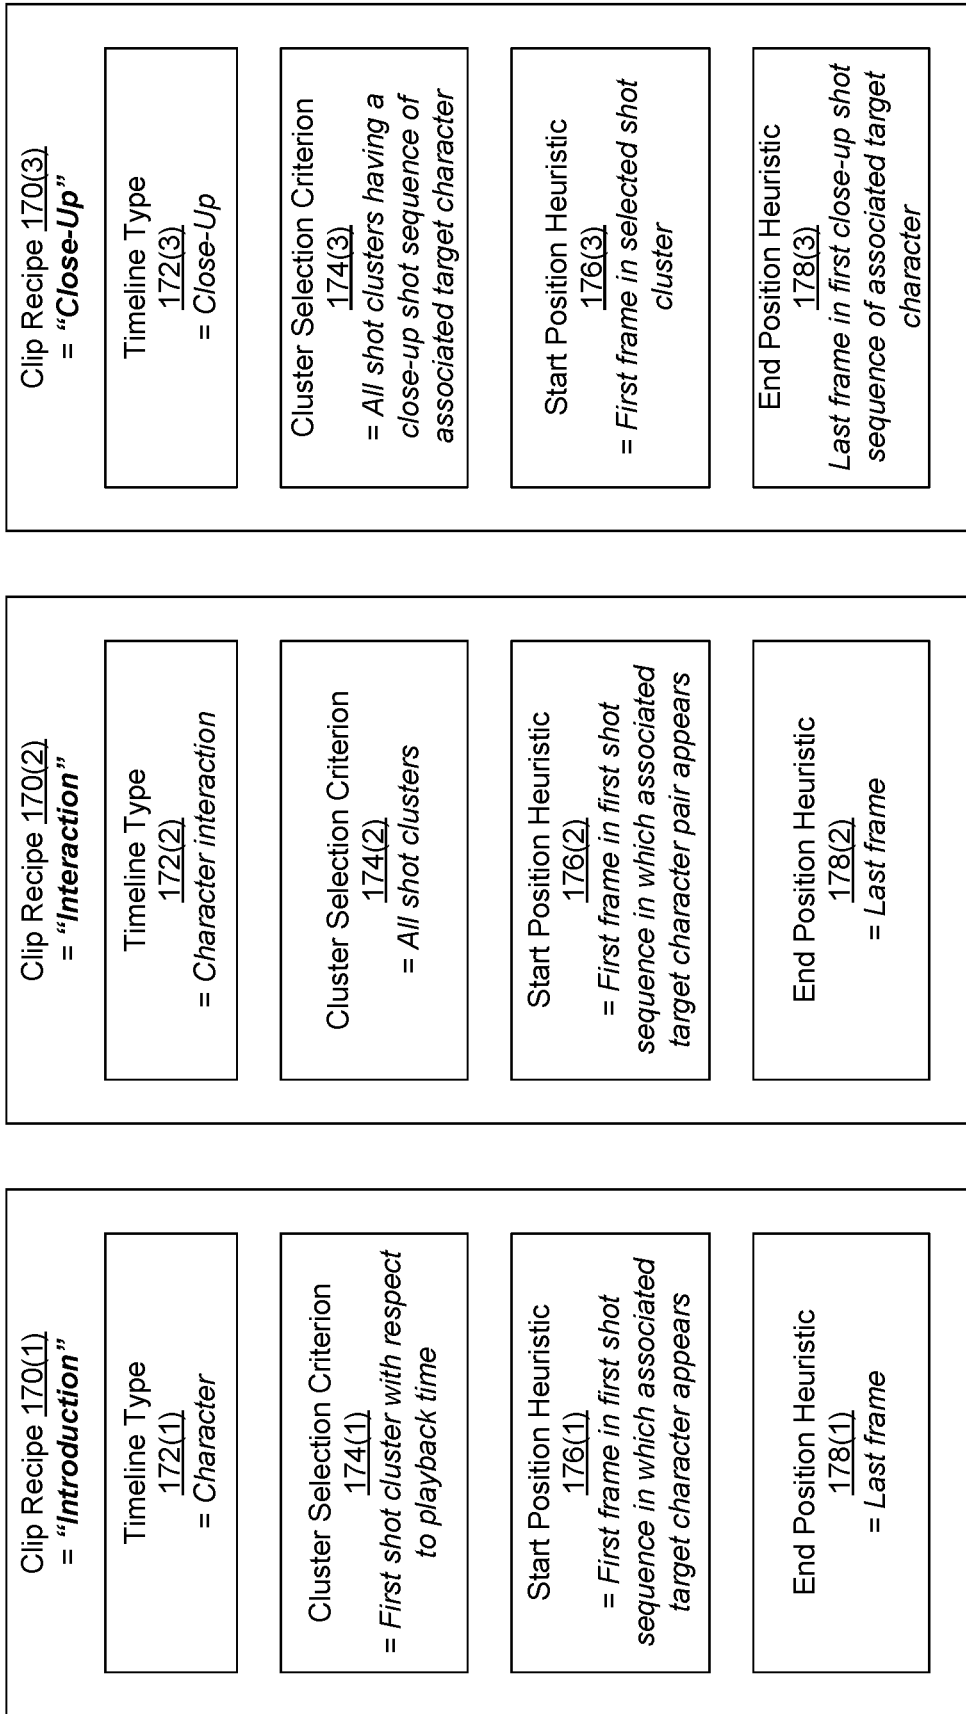 Clip Recipe 170(1)
= “Introduction”
Timeline Type
172(1)
= Character
Cluster Selection Criterion
174(1)
= First shot cluster with respect
to playback time
Start Position Heuristic
176(1)
= First frame in first shot
sequence in which associated
target character appears
End Position Heuristic
178(1)
= Last frame
Clip Recipe 170(2)
= “Interaction”
Timeline Type
172(2)
= Character interaction
Cluster Selection Criterion
174(2)
= All shot clusters
Start Position Heuristic
176(2)
= First frame in first shot
sequence in which associated
target character pair appears
End Position Heuristic
178(2)
= Last frame
Clip Recipe 170(3)
= “Close-Up”
Timeline Type
172(3)
= Close-Up
Cluster Selection Criterion
174(3)
= All shot clusters having a
close-up shot sequence of
associated target character
Start Position Heuristic
176(3)
= First frame in selected shot
cluster
End Position Heuristic
178(3)
Last frame in first close-up shot
sequence of associated target
character